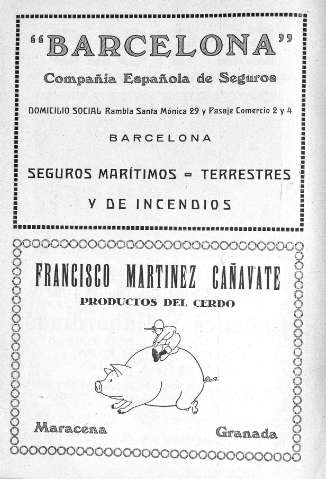 "BARCELONA"
Compañia Española de Seguros
DOMICILIO SOCIAL Rambla Santa Mónica 29 y Pasaje Comercio 2 y 4
BARCELONA
SEGUROS MARÍTIMOS = TERRESTRES
Y DE INCENDIOS
FRANCISCO MARTINEZ CAÑAVATE
PRODUCTOS DEL CERDO
Maracena Granada